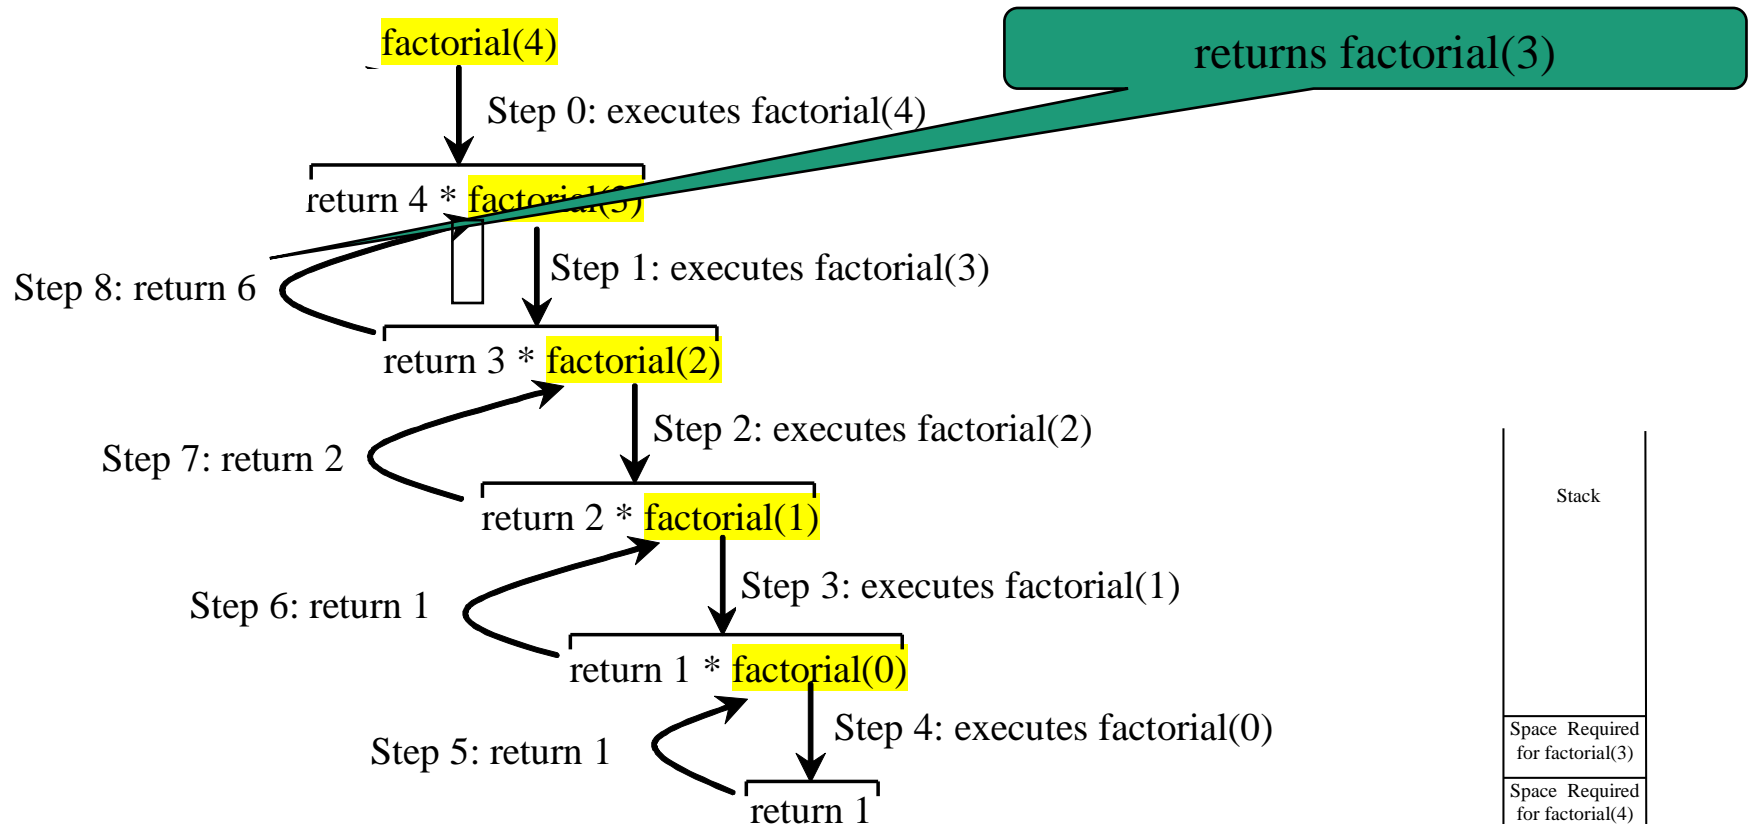 factorial(4)
returns factorial(3)
Step 0: executes factorial(4)
return 4 * factorial(3)
Step 1: executes factorial(3)
Step 8: return 6
return 3 * factorial(2)
Step 2: executes factorial(2)
Step 7: return 2
Stack
return 2 * factorial(1)
Step 3: executes factorial(1)
Step 6: return 1
return 1 * factorial(0)
Step 4: executes factorial(0)
Step 5: return 1
Space Required
for factorial(3)
return 1
Space Required
for factorial(4)